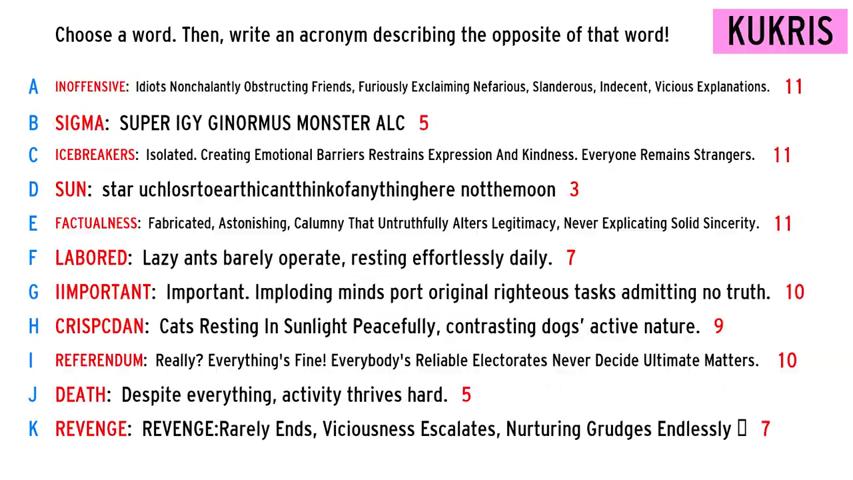 Choose a word. Then, write an acronym describing the opposite of that word! KUKRIS
A INOFFENSIVE: Idiots Nonchalantly Obstructing Friends, Furiously Exclaiming Nefarious, Slanderous, Indecent, Vicious Explanations. 11
B SIGMA: SUPER IGY GINORMUS MONSTER ALC 5
C ICEBREAKERS: Isolated. Creating Emotional Barriers Restrains Expression And Kindness. Everyone Remains Strangers. 11
D SUN: star uchlosrtoearthicantthinkofanythinghere notthemoon 3
E FACTUALNESS: Fabricated, Astonishing, Calumny That Untruthfully Alters Legitimacy, Never Explicating Solid Sincerity. 11
F LABORED: Lazy ants barely operate, resting effortlessly daily. 7
G IIMPORTANT: Important. Imploding minds port original righteous tasks admitting no truth. 10
H CRISPCDAN: Cats Resting In Sunlight Peacefully, contrasting dogs’ active nature. 9
I REFERENDUM: Really? Everything's Fine! Everybody's Reliable Electorates Never Decide Ultimate Matters. 10
J DEATH: Despite everything, activity thrives hard. 5
K REVENGE: REVENGE:Rarely Ends, Viciousness Escalates, Nurturing Grudges Endlessly ▯ 7